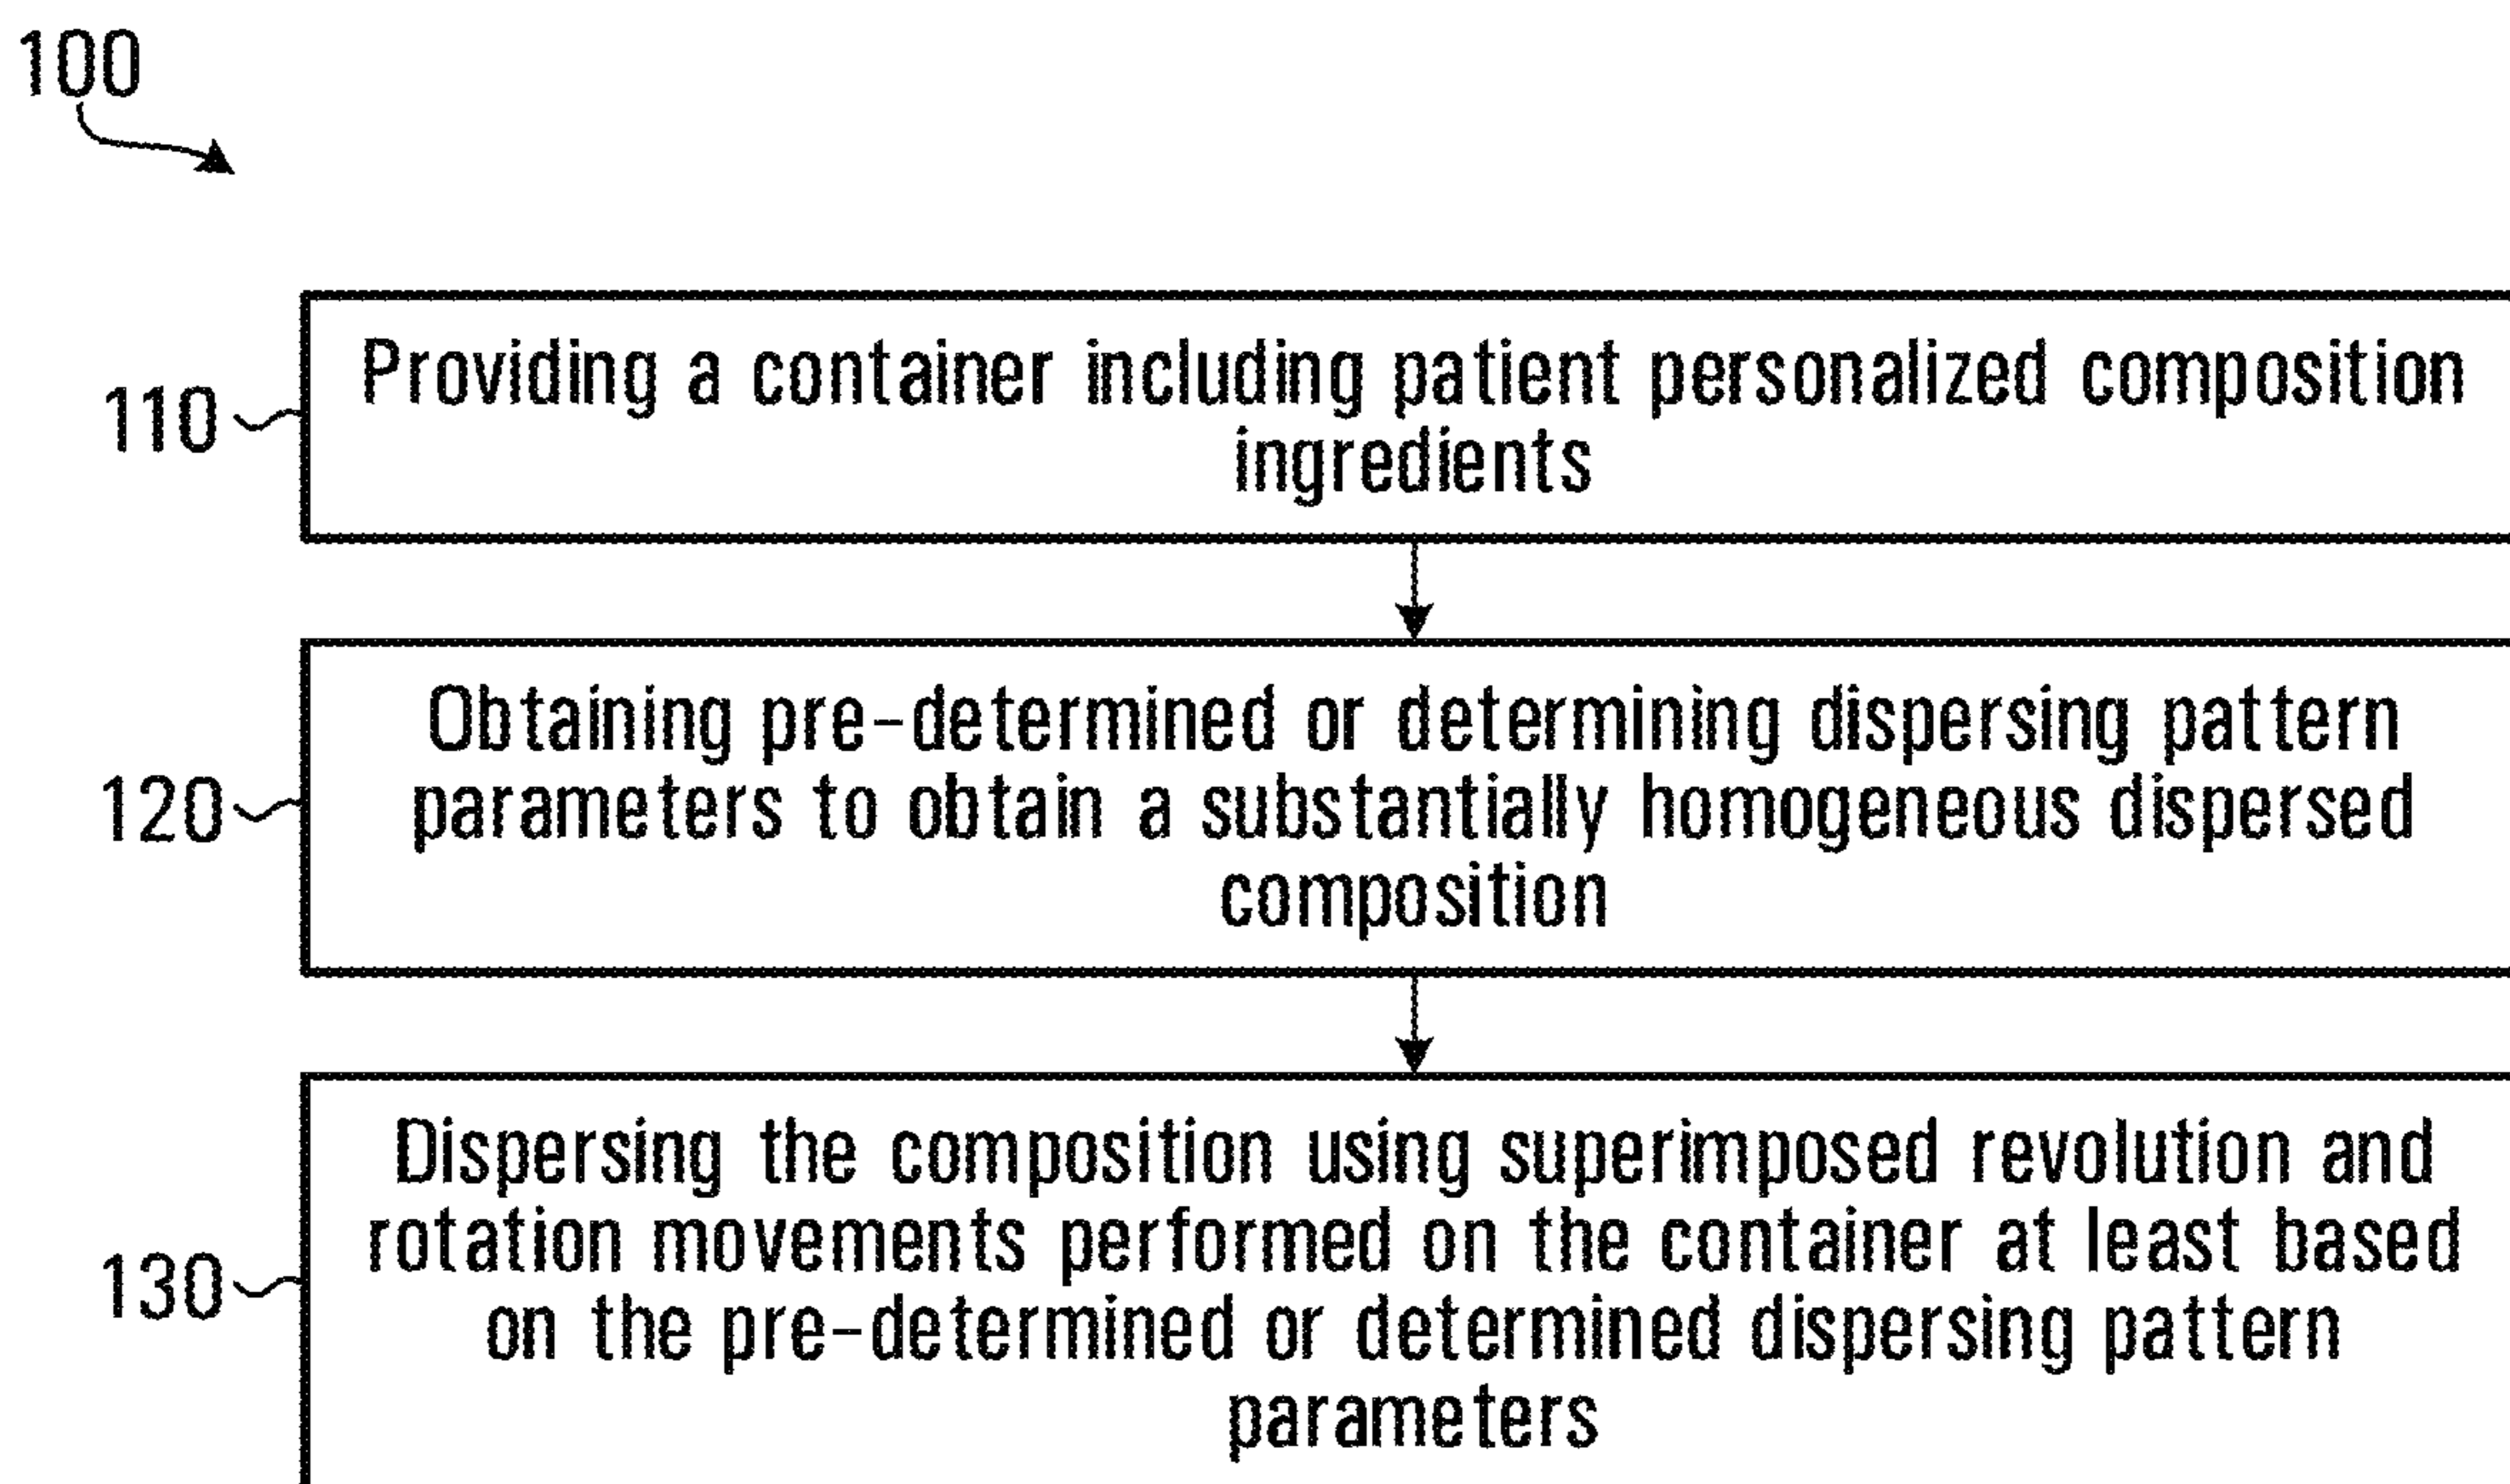 100
110
Providing a container including patient personalized composition
ingredients
120
Obtaining pre-determined or determining dispersing pattern
parameters to obtain a substantially homogeneous dispersed
composition
130
Dispersing the composition using superimposed revolution and
rotation movements performed on the container at least based
on the pre-determined or determined dispersing pattern
parameters